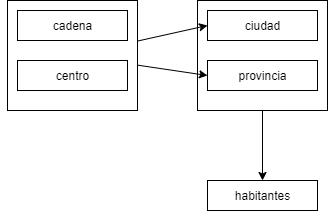 cadena
ciudad
centro
provincia
habitantes